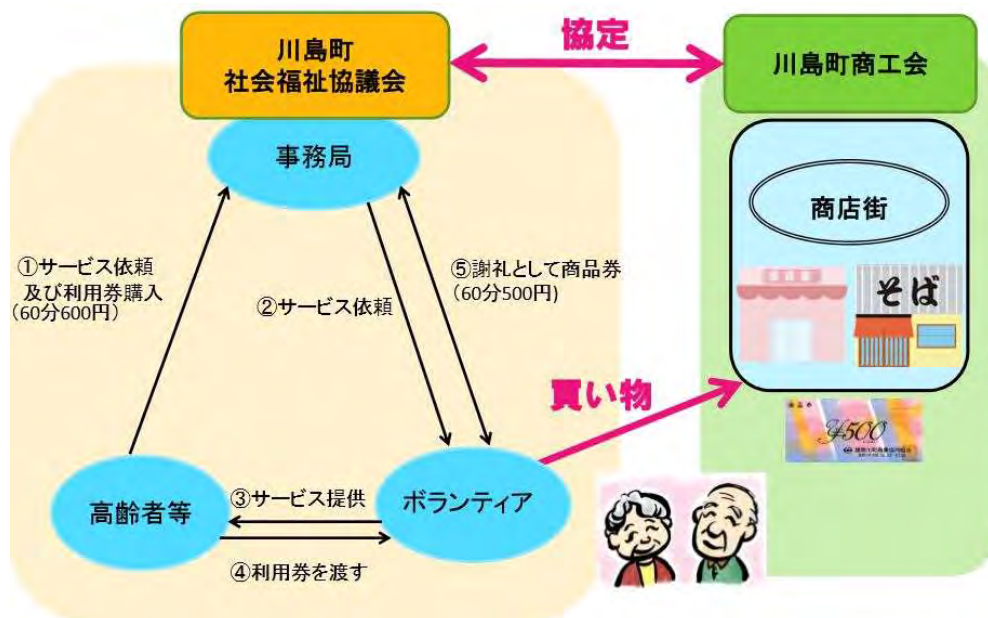 川島町
社会福祉協議会
協定
川島町商工会
事務局
商店街
①サービス依頼
及び利用券購入
(60分600円)
②サービス依頼
⑤謝礼として商品券
(60分500円)
そば
買い物
¥500
高齢者等
③サービス提供
ボランティア
④利用券を渡す